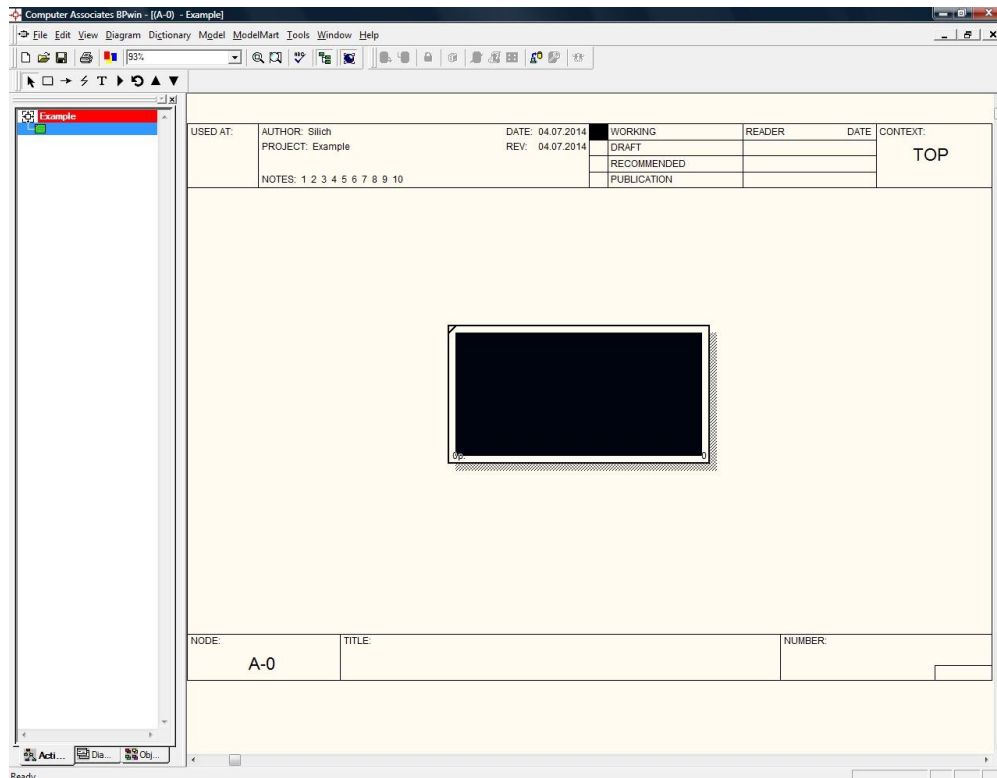 Computer Associates BPwin - [(A-0) - Example]
File Edit View Diagram Dictionary Model ModelMart Tools Window Help
93%
Example
USED AT: AUTHOR: Silich DATE: 04.07.2014 WORKING READER DATE CONTEXT:
PROJECT: Example REV: 04.07.2014 DRAFT
TOP
RECOMMENDED
NOTES: 1 2 3 4 5 6 7 8 9 10 PUBLICATION
0р. 0
NODE: TITLE: NUMBER:
A-0
Acti... Dia... Obj...
Ready